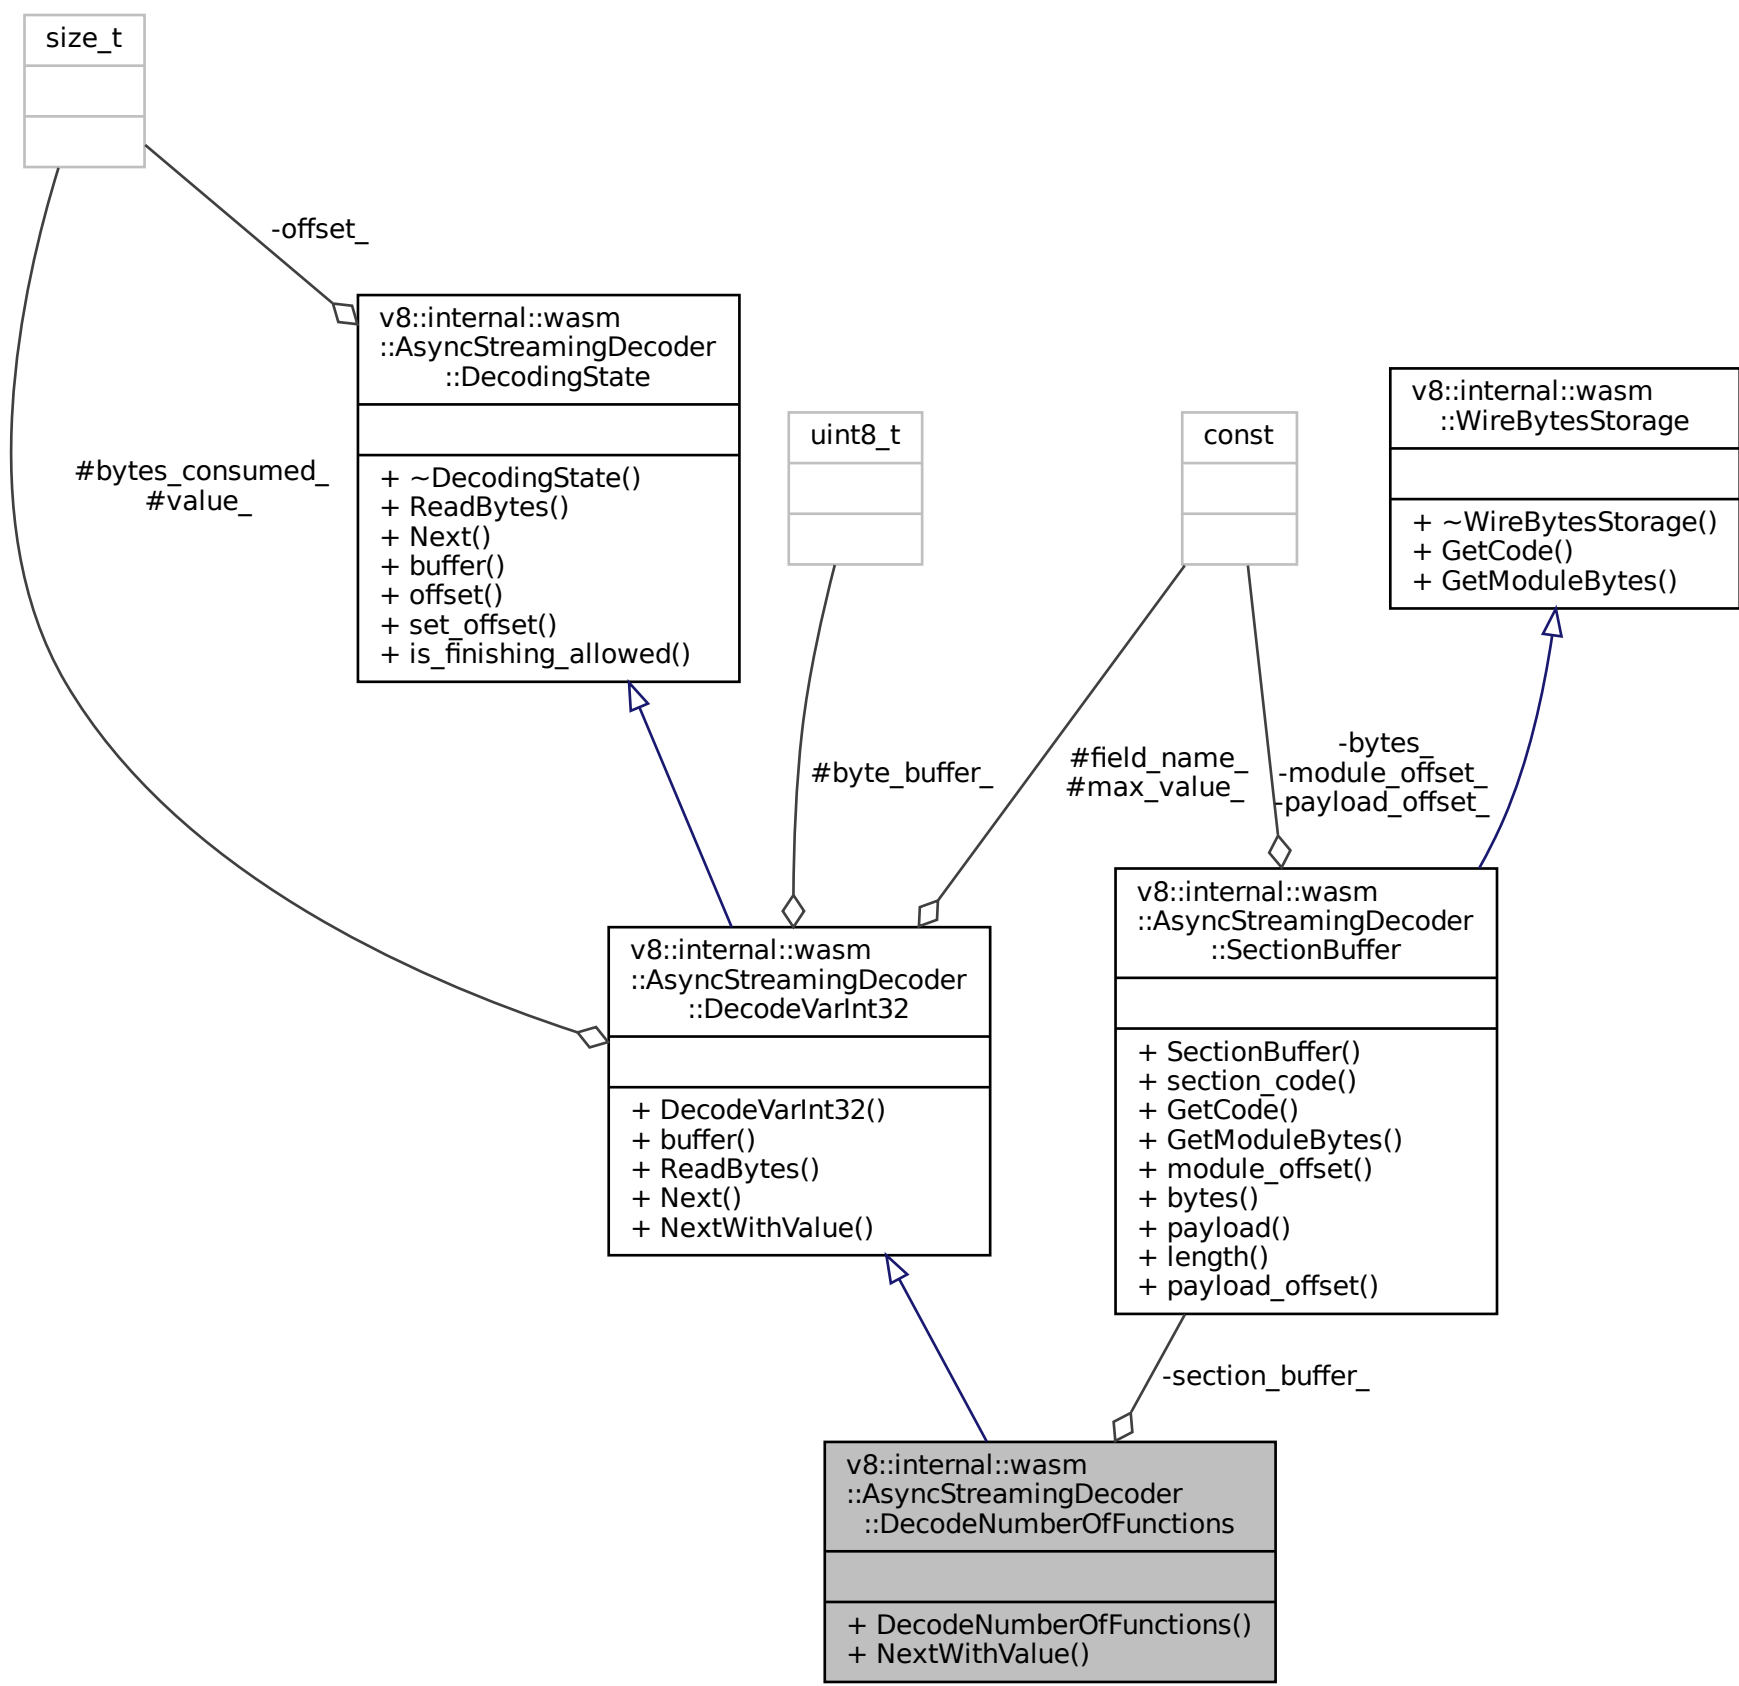 size_t
-offset_
v8::internal::wasm
::AsyncStreamingDecoder
::DecodingState
+ ~DecodingState()
+ ReadBytes()
+ Next()
+ buffer()
+ offset()
+ set_offset()
+ is_finishing_allowed()
#bytes_consumed_
#value_
uint8_t
const
v8::internal::wasm
::WireBytesStorage
+ ~WireBytesStorage()
+ GetCode()
+ GetModuleBytes()
#byte_buffer_
#field_name_
#max_value_
-bytes_
-module_offset_
-payload_offset_
v8::internal::wasm
::AsyncStreamingDecoder
::DecodeVarInt32
+ DecodeVarInt32()
+ buffer()
+ ReadBytes()
+ Next()
+ NextWithValue()
v8::internal::wasm
::AsyncStreamingDecoder
::SectionBuffer
+ SectionBuffer()
+ section_code()
+ GetCode()
+ GetModuleBytes()
+ module_offset()
+ bytes()
+ payload()
+ length()
+ payload_offset()
-section_buffer_
v8::internal::wasm
::AsyncStreamingDecoder
::DecodeNumberOfFunctions
+ DecodeNumberOfFunctions()
+ NextWithValue()